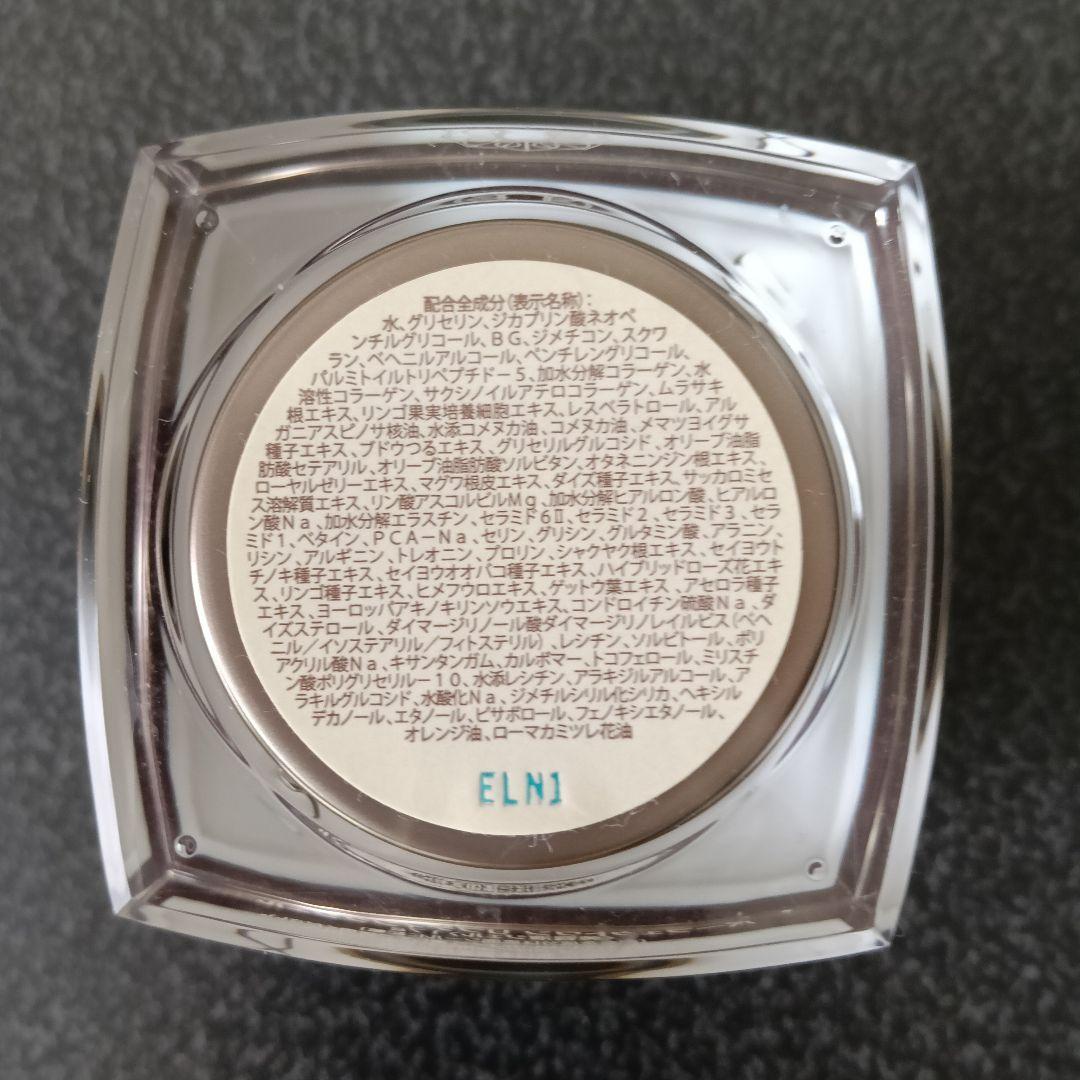 配合全成分(表示名称):
水、グリセリン、ジカプリン酸ネオペ
ンチルグリコール、BG、ジメチコン、スクワ
ラン、ベヘニルアルコール、ペンチレングリコール、
パルミトイルトリペプチドー5、加水分解コラーゲン、水
溶性コラーゲン、サクシノイルアテロコラーゲン、ムラサキ
根エキス、リンゴ果実培養細胞エキス、レスベラトロール、アル
ガニアスピノサ核油、水添コメヌカ油、コメヌカ油、メマツヨイグサ
種子エキス、ブドウつるエキス、グリセリルグルコシド、オリーブ油脂
肪酸セテアリル、オリーブ油脂肪酸ソルビタン、オタネニンジン根エキス、
ローヤルゼリーエキス、マグワ根皮エキス、ダイズ種子エキス、サッカロミセ
ス溶解質エキス、リン酸アスコルビルMg、加水分解ヒアルロン酸、ヒアルロ
ン酸Na、加水分解エラスチン、セラミド6Ⅱ、セラミド2、セラミド3、セラ
ミド1、ベタイン、PCA-Na、セリン、グリシン、グルタミン酸、アラニン、
リシン、アルギニン、トレオニン、プロリン、シャクヤク根エキス、セイヨウト
チノキ種子エキス、セイヨウオオバコ種子エキス、ハイブリッドローズ花エキ
ス、リンゴ種子エキス、ヒメフウロエキス、ゲットウ葉エキス、アセロラ種子
エキス、ヨーロッパアキノキリンソウエキス、コンドロイチン硫酸Na、ダ
イズステロール、ダイマージリノール酸ダイマージリノレイルビス(ベヘ
ニル/イソステアリル/フィトステリル)、レシチン、ソルビトール、ポリ
アクリル酸Na、キサンタンガム、カルボマー、トコフェロール、ミリスチ
ン酸ポリグリセリルー10、水添レシチン、アラキジルアルコール、ア
ラキルグルコシド、水酸化Na、ジメチルシリル化シリカ、ヘキシル
デカノール、エタノール、ビサボロール、フェノキシエタノール、
オレンジ油、ローマカミツレ花油
ELN1